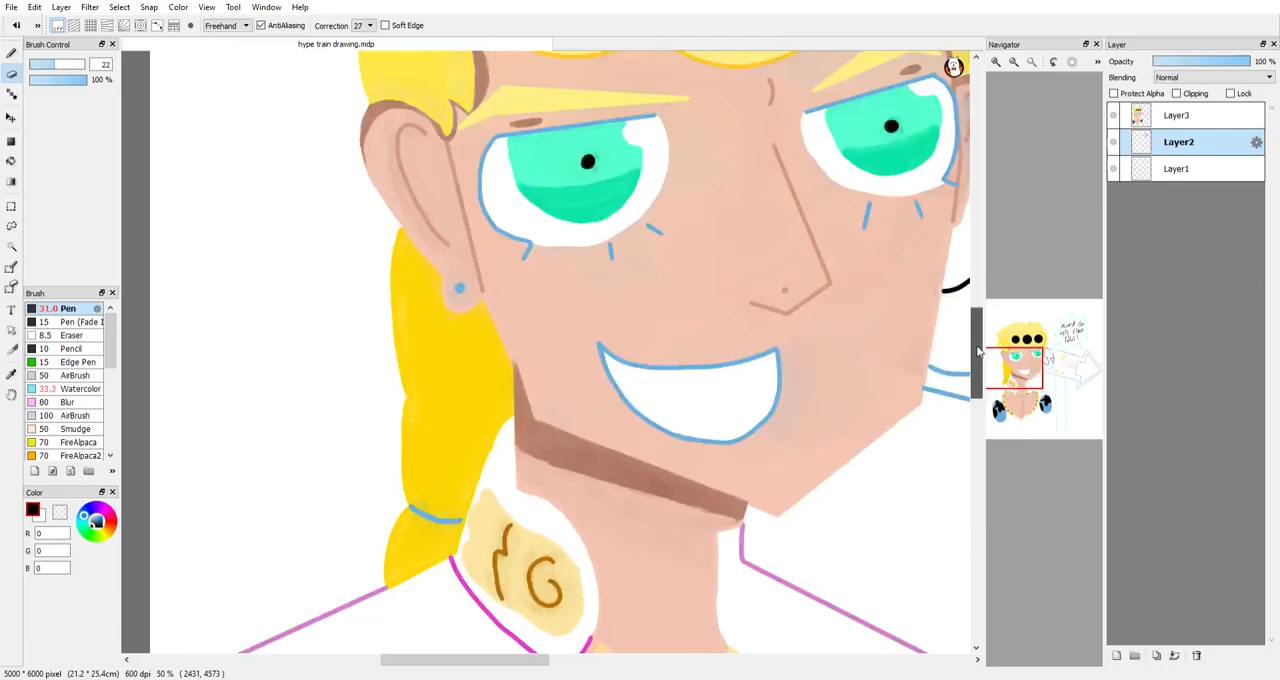 File Edit Layer Filter Snap Select Snap Color View Tool Window Help
Freehand AntiAliasing Correction 27 Soft Edge
Brush Control
hype train drawing.mdp
Navigator
Layer
22
100 %
Opacity 100 %
Blending Normal
Protect Alpha Clipping Lock
Layer3
Layer2
Layer1
Brush
31.0 Pen
15 Pen (Fade I
8.5 Eraser
10 Pencil
15 Edge Pen
50 AirBrush
33.3 Watercolor
80 Blur
100 AirBrush
50 Smudge
70 FireAlpaca
70 FireAlpaca2
Color
R 0
G 0
B 0
5000 * 6000 pixel (21.2 * 25.4cm) 600 dpi 50 % ( 2431, 4573 )